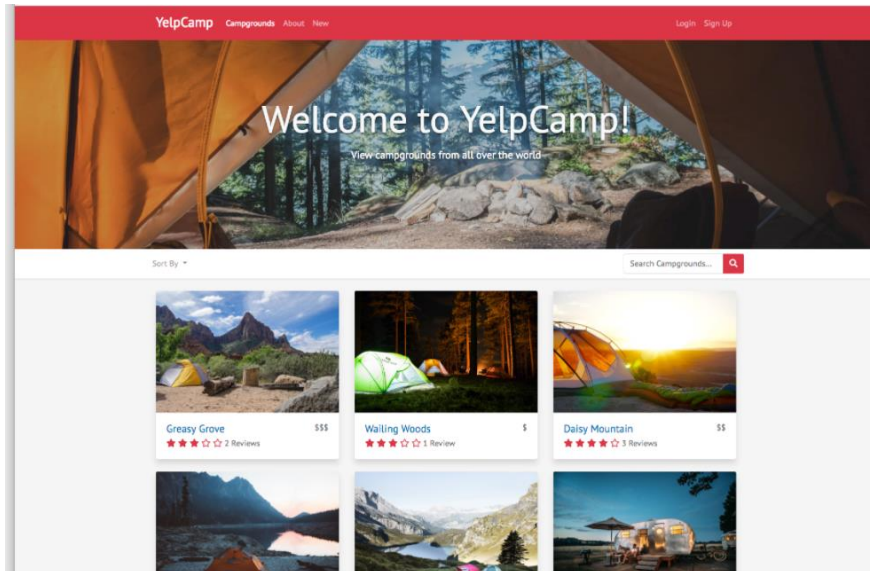 YelpCamp Campgrounds About New Login Sign Up
Welcome to YelpCamp!
View campgrounds from all over the world
Sort By Search Campgrounds...
Greasy Grove $$$
2 Reviews
Wailing Woods $
1 Review
Daisy Mountain $$
3 Reviews